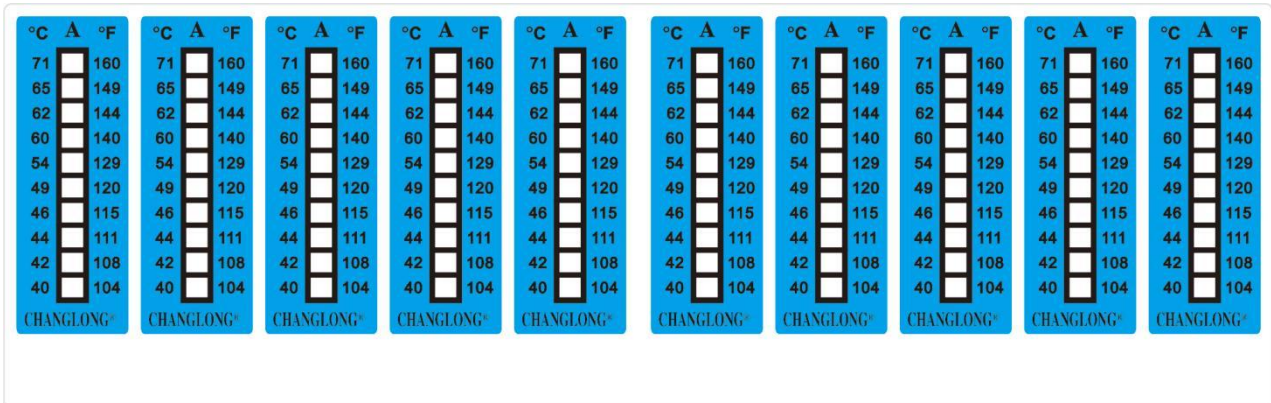 °C A °F °C A °F °C A °F °C A °F °C A °F °C A °F °C A °F °C A °F °C A °F °C A °F
71 160 71 160 71 160 71 160 71 160 71 160 71 160 71 160 71 160 71 160
65 149 65 149 65 149 65 149 65 149 65 149 65 149 65 149 65 149 65 149
62 144 62 144 62 144 62 144 62 144 62 144 62 144 62 144 62 144 62 144
60 140 60 140 60 140 60 140 60 140 60 140 60 140 60 140 60 140 60 140
54 129 54 129 54 129 54 129 54 129 54 129 54 129 54 129 54 129 54 129
49 120 49 120 49 120 49 120 49 120 49 120 49 120 49 120 49 120 49 120
46 115 46 115 46 115 46 115 46 115 46 115 46 115 46 115 46 115 46 115
44 111 44 111 44 111 44 111 44 111 44 111 44 111 44 111 44 111 44 111
42 108 42 108 42 108 42 108 42 108 42 108 42 108 42 108 42 108 42 108
40 104 40 104 40 104 40 104 40 104 40 104 40 104 40 104 40 104 40 104
CHANGLONG® CHANGLONG® CHANGLONG® CHANGLONG® CHANGLONG® CHANGLONG® CHANGLONG® CHANGLONG® CHANGLONG® CHANGLONG®